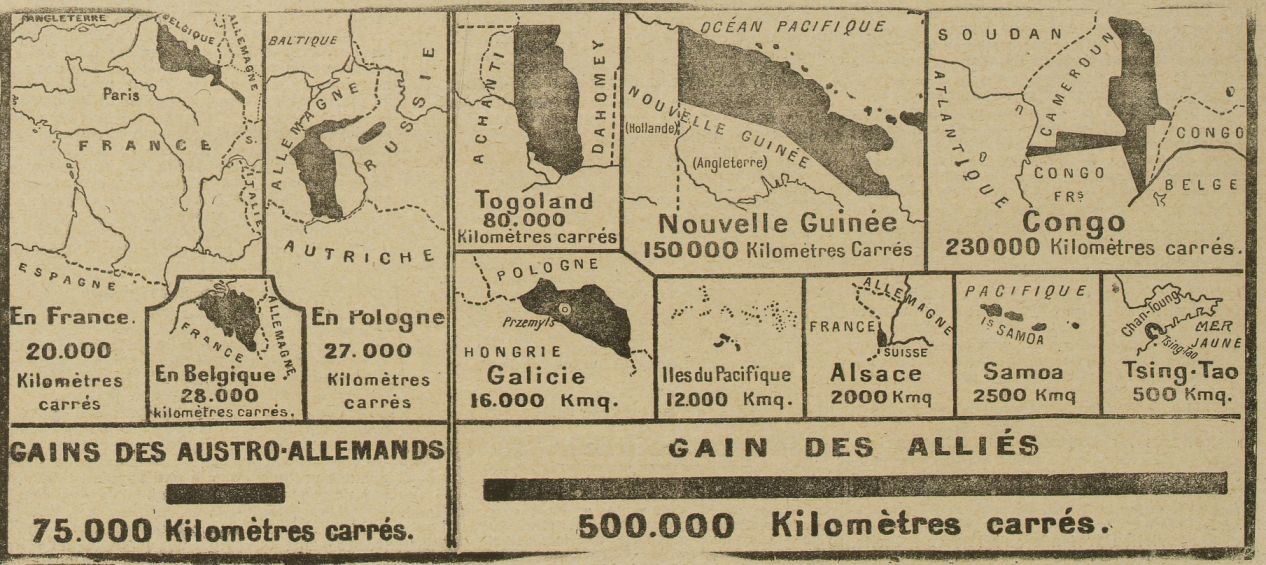 ANGLETERRE
BELGIQUE
ALLEMAGNE
Paris
FRANCE
S.
ITALIE
ESPAGNE
En France.
20.000
Kilomètres
carrés
FRANCE
ALLEMAGNE
En Belgique.
28.000
kilomètres carrés.
BALTIQUE
ALLEMAGNE
RUSSIE
AUTRICHE
En Pologne
27.000
Kilomètres
carrès
GAINS DES AUSTRO-ALLEMANDS
75.000 Kilomètres carrés.
ACHANTI
DAHOMEY
Togoland
80.000
Kilomètres carrés
OCÉAN PACIFIQUE
NOUVELLE GUINÉE
(Hollande)
(Angleterre)
Nouvelle Guinée
150000 Kilomètres Carrés
SOUDAN
ATLANTIQUE
CAMEROUN
CONGO
FRS
CONGO
BELGE
Congo
230000 Kilomètres carrés.
POLOGNE
Przemyls
HONGRIE
Galicie
16.000 Kmq.
Iles du Pacifique
12.000 Kmq
ALLEMAGNE
FRANCE
SUISSE
Alsace
2000 Kmq
PACIFIQUE
Is SAMOA
Samoa
2500 Kmq
Chan-Toung
MER
JAUNE
Tsing Tao
Tsing-Tao
500 Kmq.
GAIN DES ALLIÉS
500.000 Kilomètres carrés.